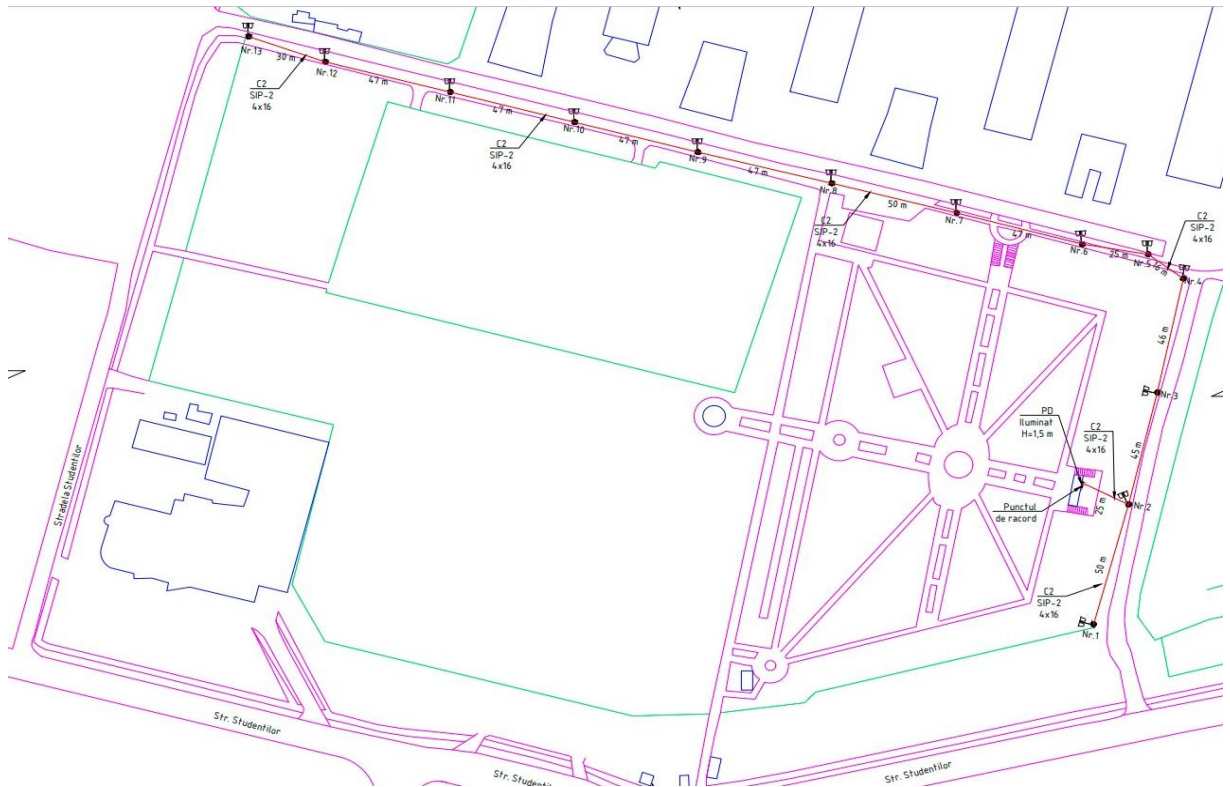 Nr.13
30 m
Nr.12
C2
SIP-2
4x16
47 m
Nr.11
47 m
C2
SIP-2
4x16
Nr.10
47 m
Nr.9
47 m
Nr.8
50 m
C2
SIP-2
4x16
Nr.7
47 m
Nr.6
25 m
Nr.5
C2
SIP-2
4x16
Nr.4
46 m
Nr.3
PD
Iluminat
H=1,5 m
C2
SIP-2
4x16
45 m
Nr.2
25 m
Punctul
de racord
50 m
C2
SIP-2
4x16
Nr.1
Stradela Studentilor
Str. Studentilor
Str. Studentil
Str. Studentilor